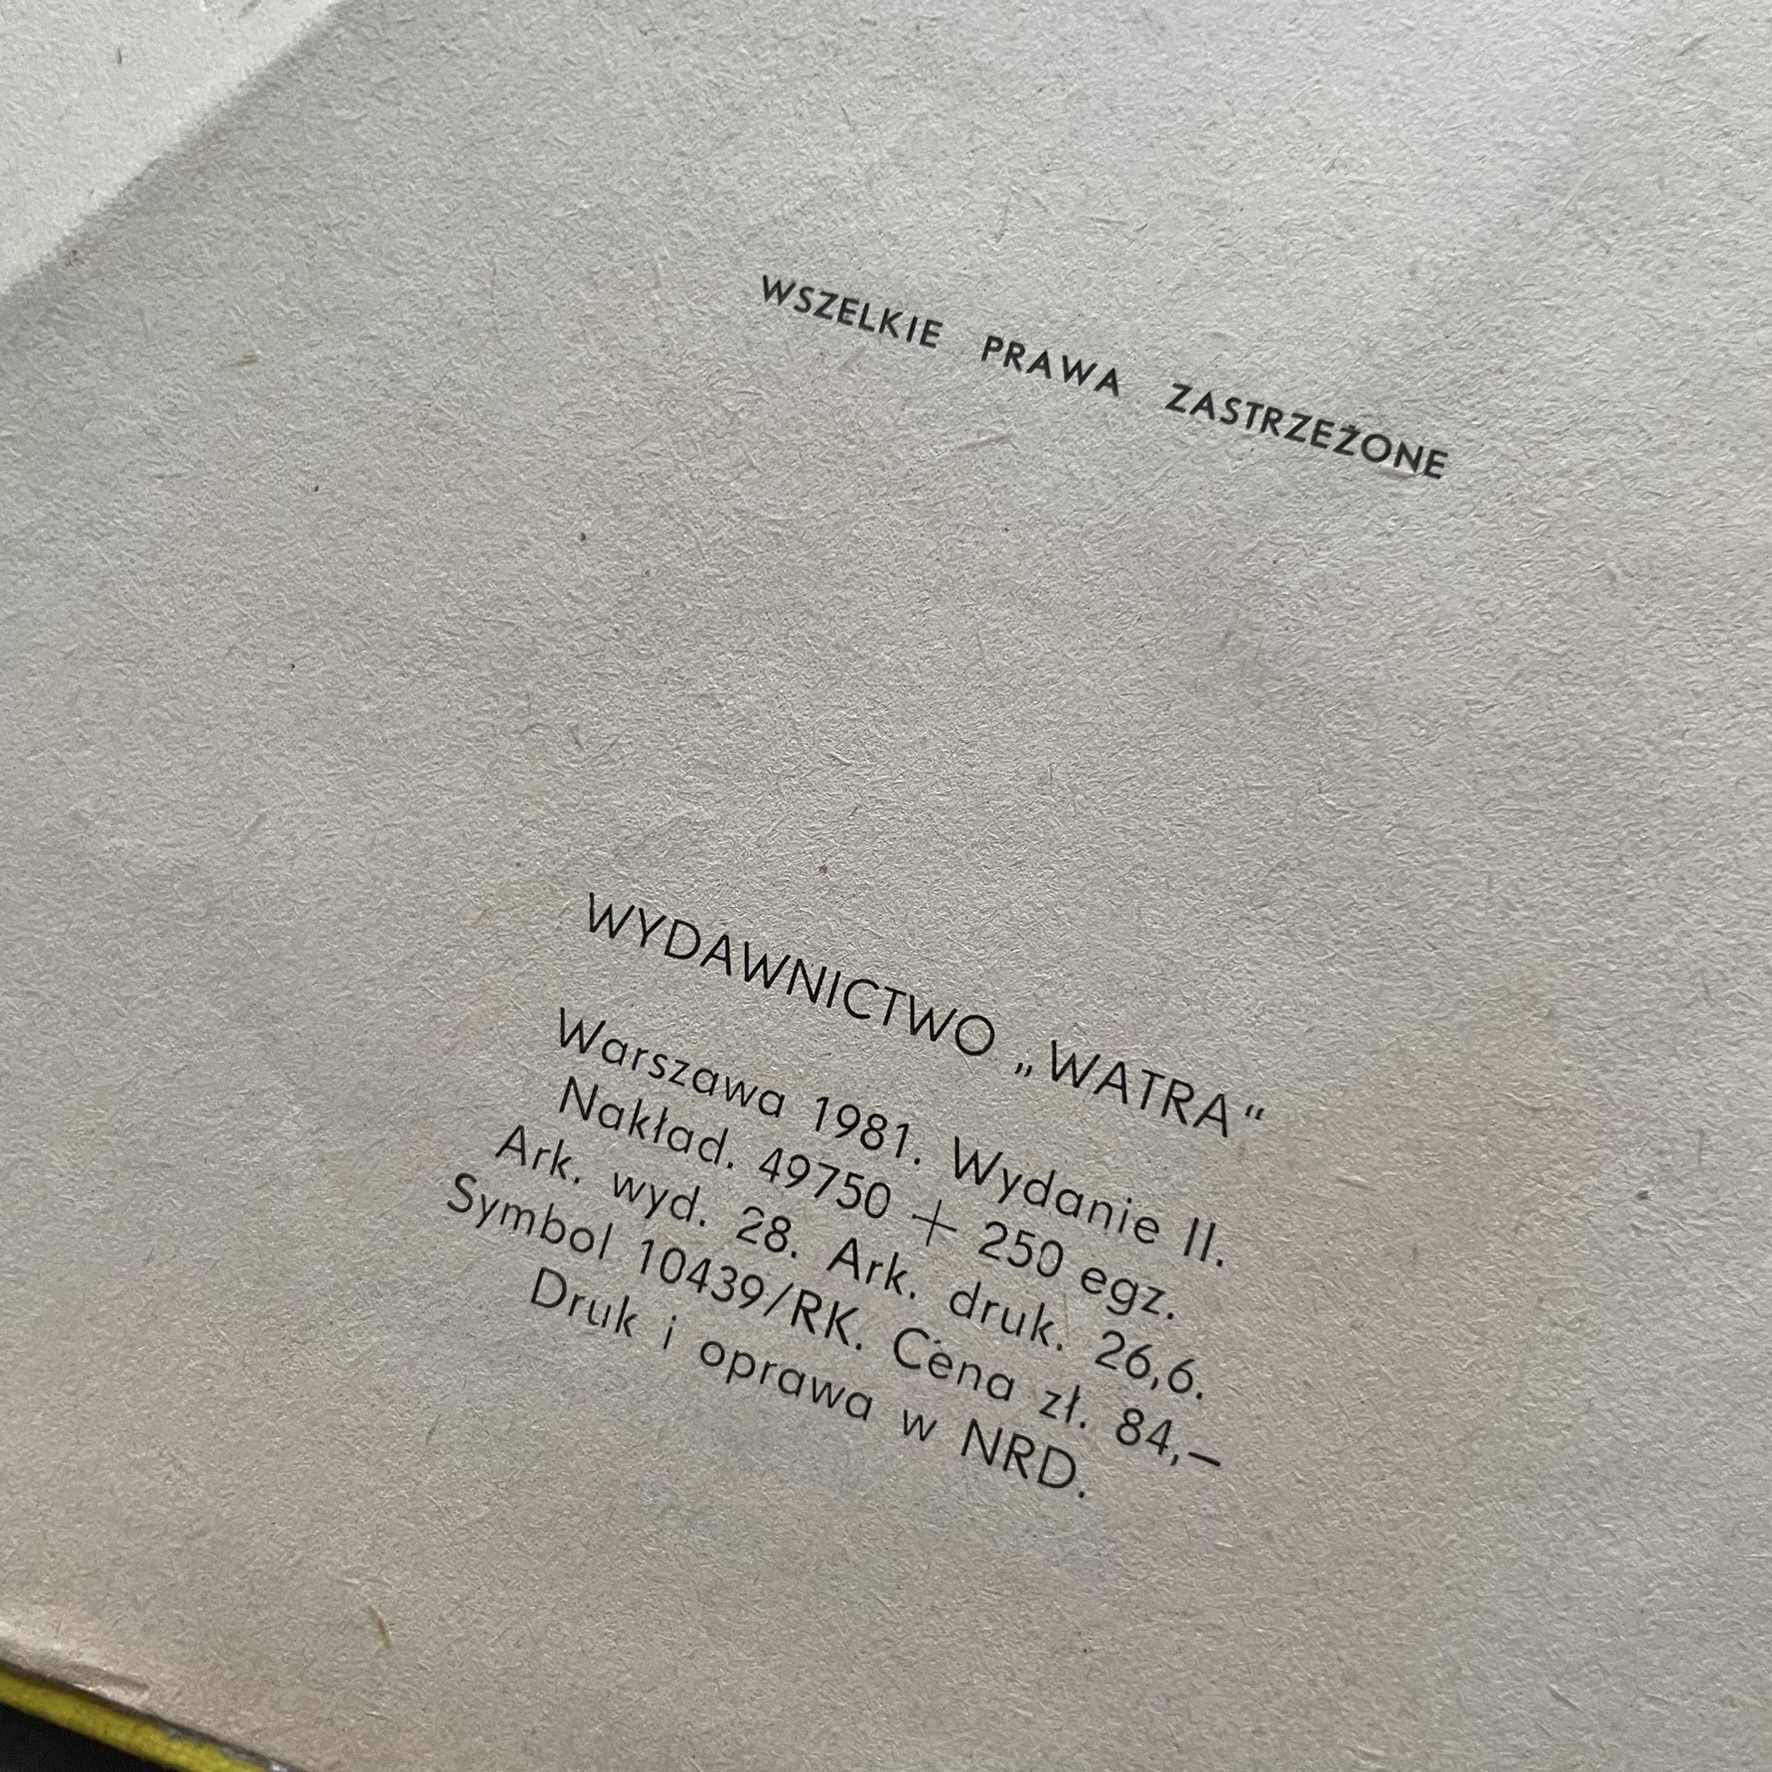 WSZELKIE PRAWA ZASTRZEŻONE
WYDAWNICTWO „WATRA“
Warszawa 1981. Wydanie II.
Nakład. 49750 + 250 egz.
Ark. wyd. 28. Ark. druk. 26,6.
Symbol 10439/RK. Cena zł. 84,—
Druk i oprawa w NRD.